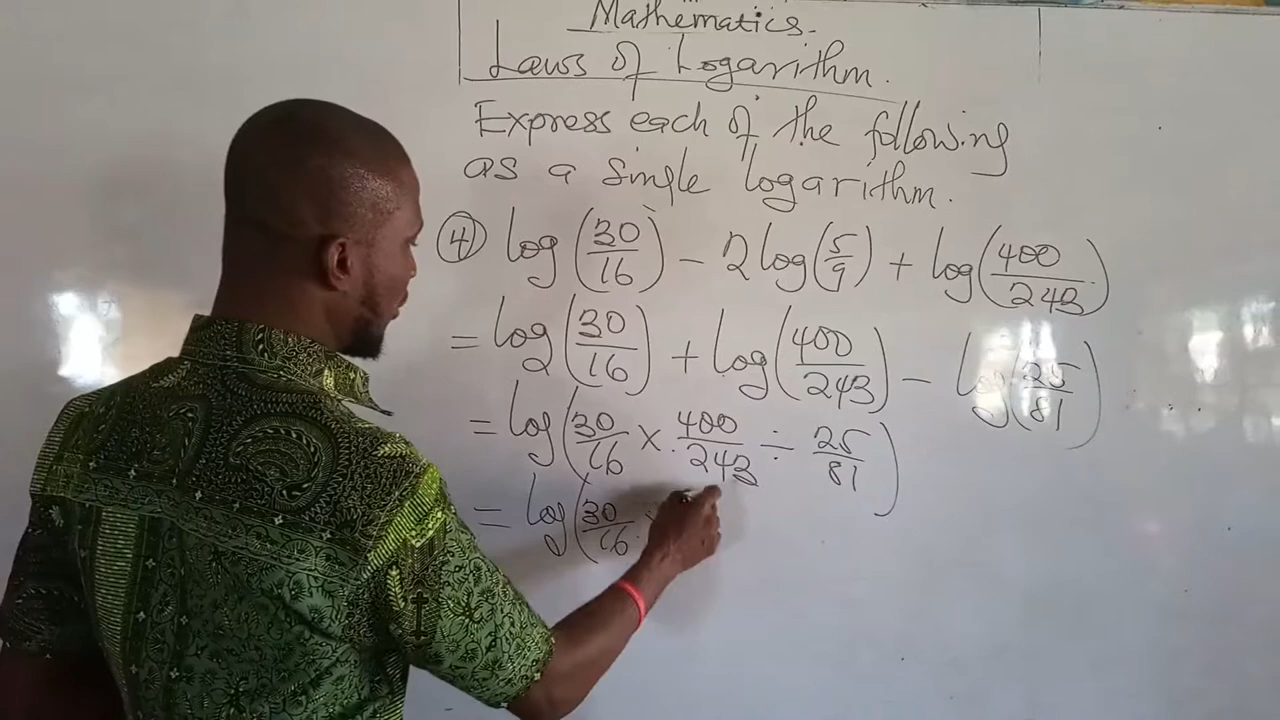 Mathematics.
Laws of Logarithm.
Express each of the following
as a single logarithm.
④ log(30/16) - 2log(5/9) + log(400/243)
= log(30/16) + log(400/243) - log(25/81)
= log(30/16 × 400/243 ÷ 25/81)
= log(30/16 ×